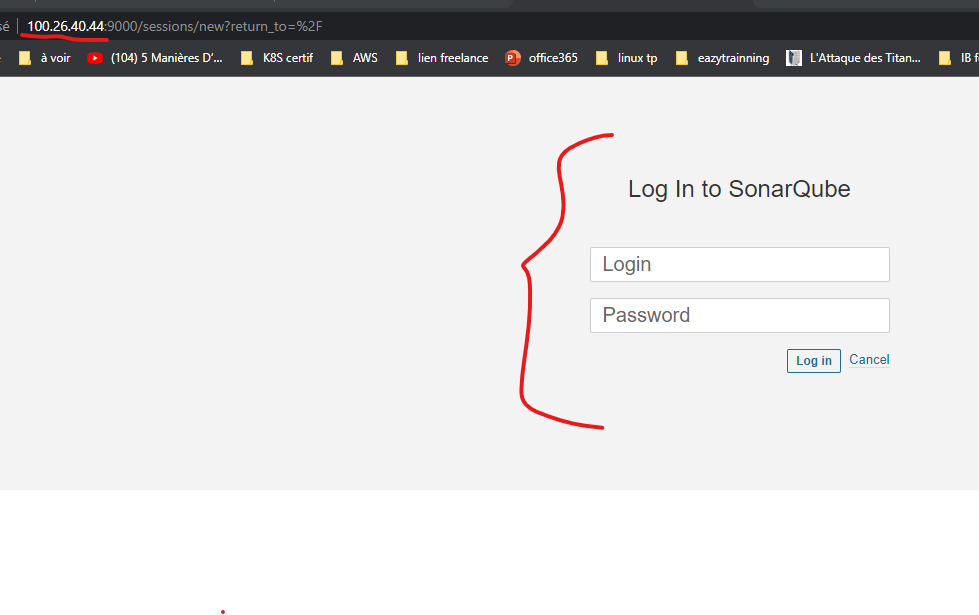 sé 100.26.40.44:9000/sessions/new?return_to=%2F
à voir (104) 5 Manières D'... K8S certif AWS lien freelance office365 linux tp eazytrainning L'Attaque des Titan... IB f
Log In to SonarQube
Login
Password
Log in Cancel